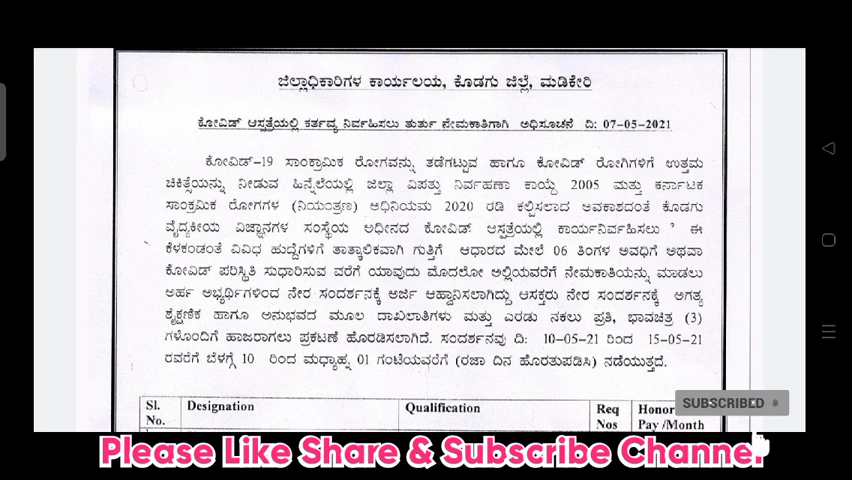 ಜಿಲ್ಲಾಧಿಕಾರಿಗಳ ಕಾರ್ಯಾಲಯ, ಕೊಡಗು ಜಿಲ್ಲೆ, ಮಡಿಕೇರಿ
ಕೋವಿಡ್ ಆಸ್ಪತ್ರೆಯಲ್ಲಿ ಕರ್ತವ್ಯ ನಿರ್ವಹಿಸಲು ತುರ್ತು ನೇಮಕಾತಿಗಾಗಿ ಅಧಿಸೂಚನೆ ದಿ: 07-05-2021
ಕೋವಿಡ್-19 ಸಾಂಕ್ರಾಮಿಕ ರೋಗವನ್ನು ತಡೆಗಟ್ಟುವ ಹಾಗೂ ಕೋವಿಡ್ ರೋಗಿಗಳಿಗೆ ಉತ್ತಮ
ಚಿಕಿತ್ಸೆಯನ್ನು ನೀಡುವ ಹಿನ್ನೆಲೆಯಲ್ಲಿ ಜಿಲ್ಲಾ ವಿಪತ್ತು ನಿರ್ವಹಣಾ ಕಾಯ್ದೆ 2005 ಮತ್ತು ಕರ್ನಾಟಕ
ಸಾಂಕ್ರಮಿಕ ರೋಗಗಳ (ನಿಯಂತ್ರಣ) ಅಧಿನಿಯಮ 2020 ರಡಿ ಕಲ್ಪಿಸಲಾದ ಅವಕಾಶದಂತೆ ಕೊಡಗು
ವೈದ್ಯಕೀಯ ವಿಜ್ಞಾನಗಳ ಸಂಸ್ಥೆಯ ಅಧೀನದ ಕೋವಿಡ್ ಆಸ್ಪತ್ರೆಯಲ್ಲಿ ಕಾರ್ಯನಿರ್ವಹಿಸಲು ಈ
ಕೆಳಕಂಡಂತೆ ವಿವಿಧ ಹುದ್ದೆಗಳಿಗೆ ತಾತ್ಕಾಲಿಕವಾಗಿ ಗುತ್ತಿಗೆ ಆಧಾರದ ಮೇಲೆ 06 ತಿಂಗಳ ಅವಧಿಗೆ ಅಥವಾ
ಕೋವಿಡ್ ಪರಿಸ್ಥಿತಿ ಸುಧಾರಿಸುವ ವರೆಗೆ ಯಾವುದು ಮೊದಲೋ ಅಲ್ಲಿಯವರೆಗೆ ನೇಮಕಾತಿಯನ್ನು ಮಾಡಲು
ಅರ್ಹ ಅಭ್ಯರ್ಥಿಗಳಿಂದ ನೇರ ಸಂದರ್ಶನಕ್ಕೆ ಅರ್ಜಿ ಆಹ್ವಾನಿಸಲಾಗಿದ್ದು ಆಸಕ್ತರು ನೇರ ಸಂದರ್ಶನಕ್ಕೆ ಅಗತ್ಯ
ಶೈಕ್ಷಣಿಕ ಹಾಗೂ ಅನುಭವದ ಮೂಲ ದಾಖಲಾತಿಗಳು ಮತ್ತು ಎರಡು ನಕಲು ಪ್ರತಿ, ಭಾವಚಿತ್ರ (3)
ಗಳೊಂದಿಗೆ ಹಾಜರಾಗಲು ಪ್ರಕಟಣೆ ಹೊರಡಿಸಲಾಗಿದೆ. ಸಂದರ್ಶನವು ದಿ: 10-05-21 ರಿಂದ 15-05-21
ರವರೆಗೆ ಬೆಳಗ್ಗೆ 10 ರಿಂದ ಮಧ್ಯಾಹ್ನ 01 ಗಂಟೆಯವರೆಗೆ (ರಜಾ ದಿನ ಹೊರತುಪಡಿಸಿ) ನಡೆಯುತ್ತದೆ.
SUBSCRIBED
Sl. No. Designation Qualification Req Nos Honor Pay /Month
Please Like Share & Subscribe Channel